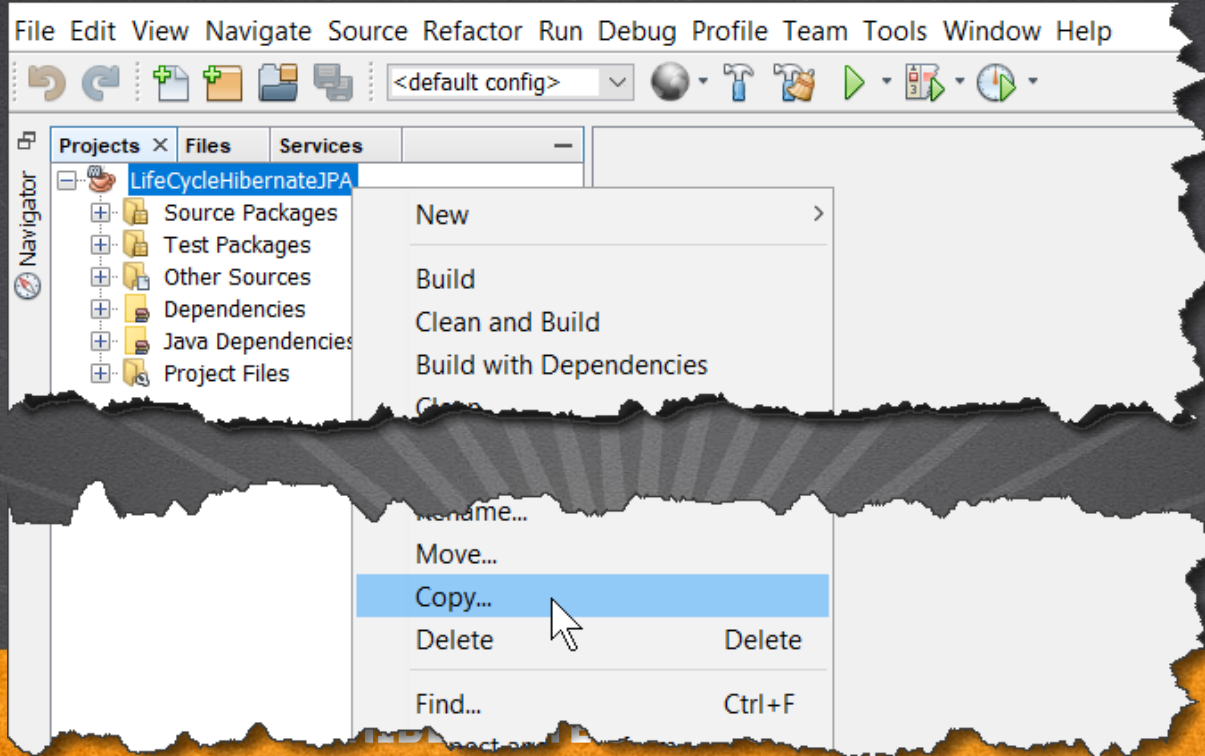 File Edit View Navigate Source Refactor Run Debug Profile Team Tools Window Help
<default config>
Projects Files Services
Navigator
LifeCycleHibernateJPA
Source Packages
Test Packages
Other Sources
Dependencies
Java Dependencies
Project Files
New
Build
Clean and Build
Build with Dependencies
Clean
Rename...
Move...
Copy...
Delete Delete
Find... Ctrl+F